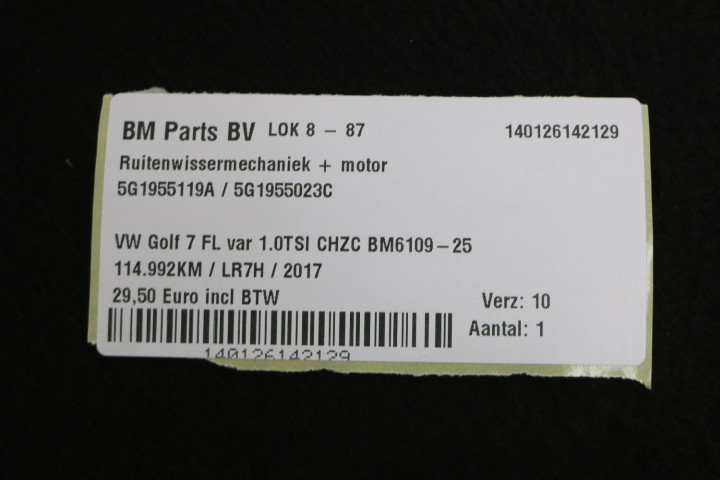 BM Parts BV LOK 8 - 87 140126142129
Ruitenwissermechaniek + motor
5G1955119A / 5G1955023C
VW Golf 7 FL var 1.0TSI CHZC BM6109-25
114.992KM / LR7H / 2017
29,50 Euro incl BTW Verz: 10
Aantal: 1
140126142129